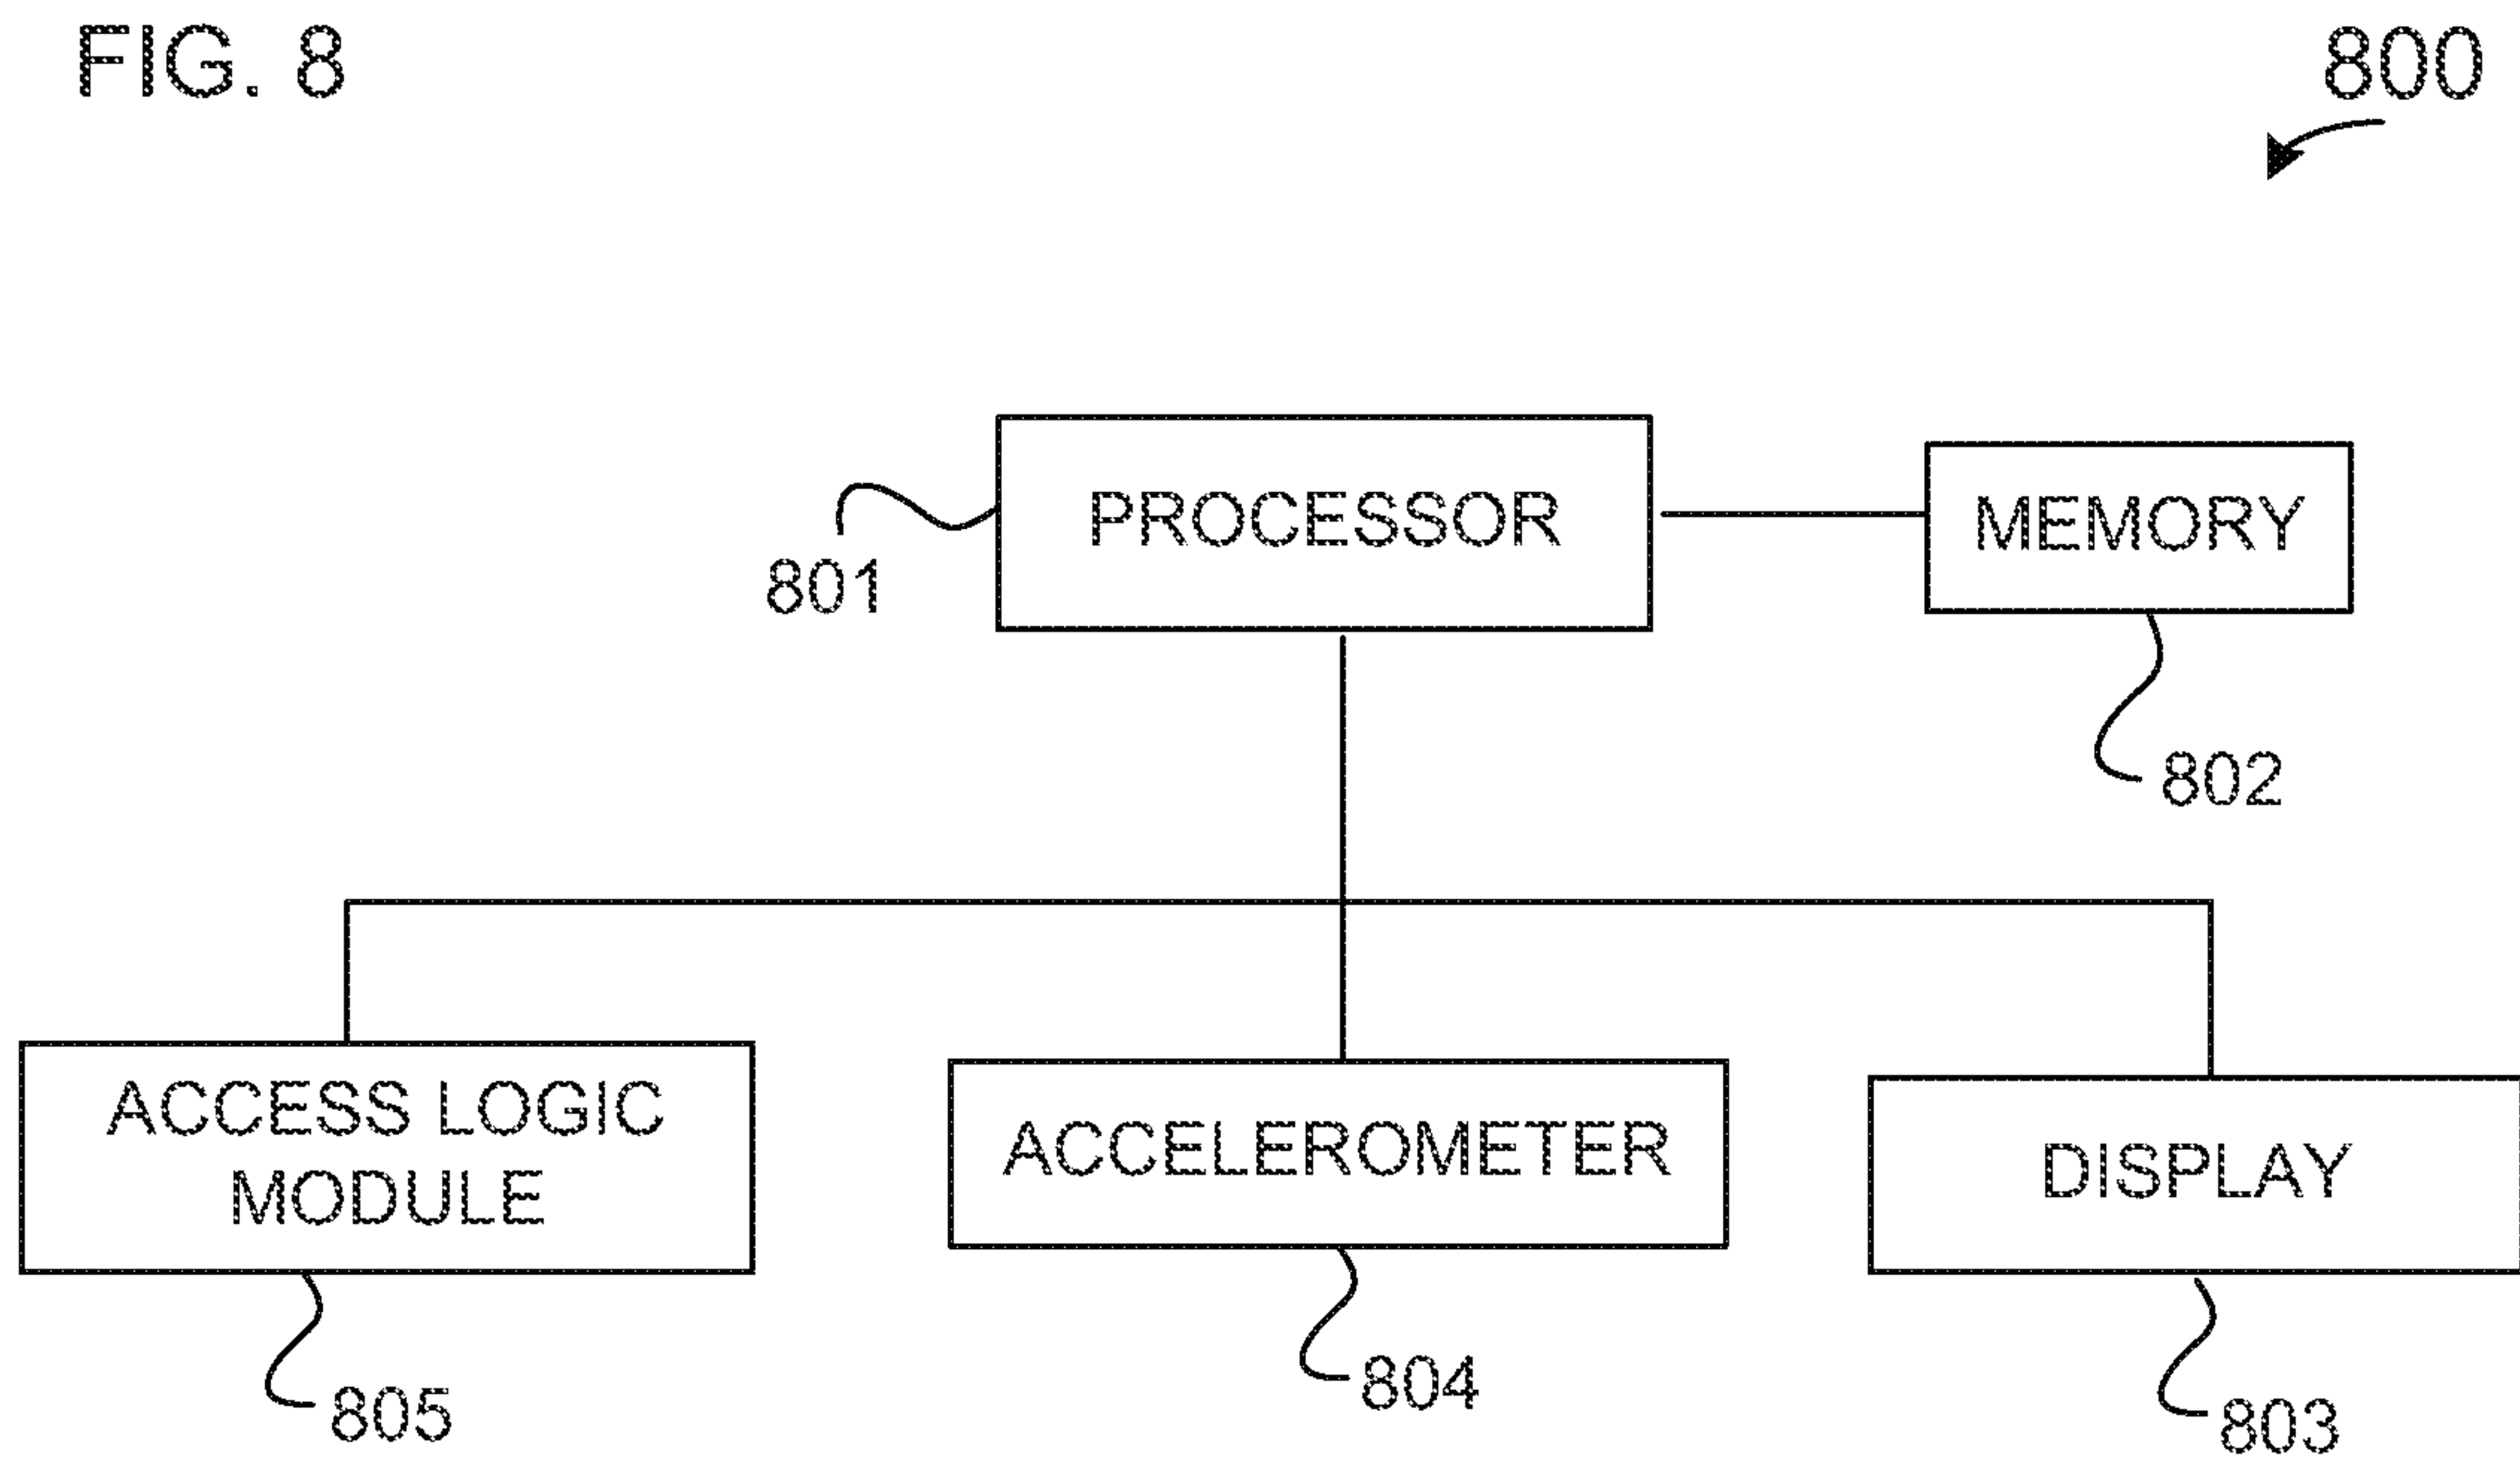 FIG. 8
800
PROCESSOR
MEMORY
801
802
ACCESS LOGIC
MODULE
ACCELEROMETER
DISPLAY
805
804
803